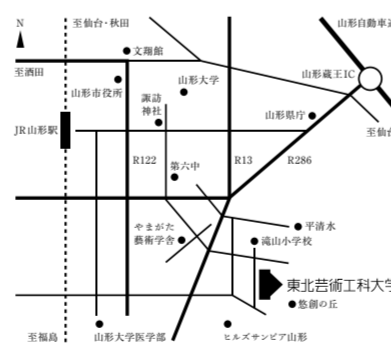 N
至仙台・秋田
山形自動車道
文翔館
至酒田
山形大学
山形蔵王IC
山形市役所
諏訪
神社
山形県庁
JR山形駅
至仙台
R122
第六中
R13
R286
やまがた
藝術学舎
平清水
滝山小学校
東北芸術工科大学
悠創の丘
至福島
山形大学医学部
ヒルズサンピア山形